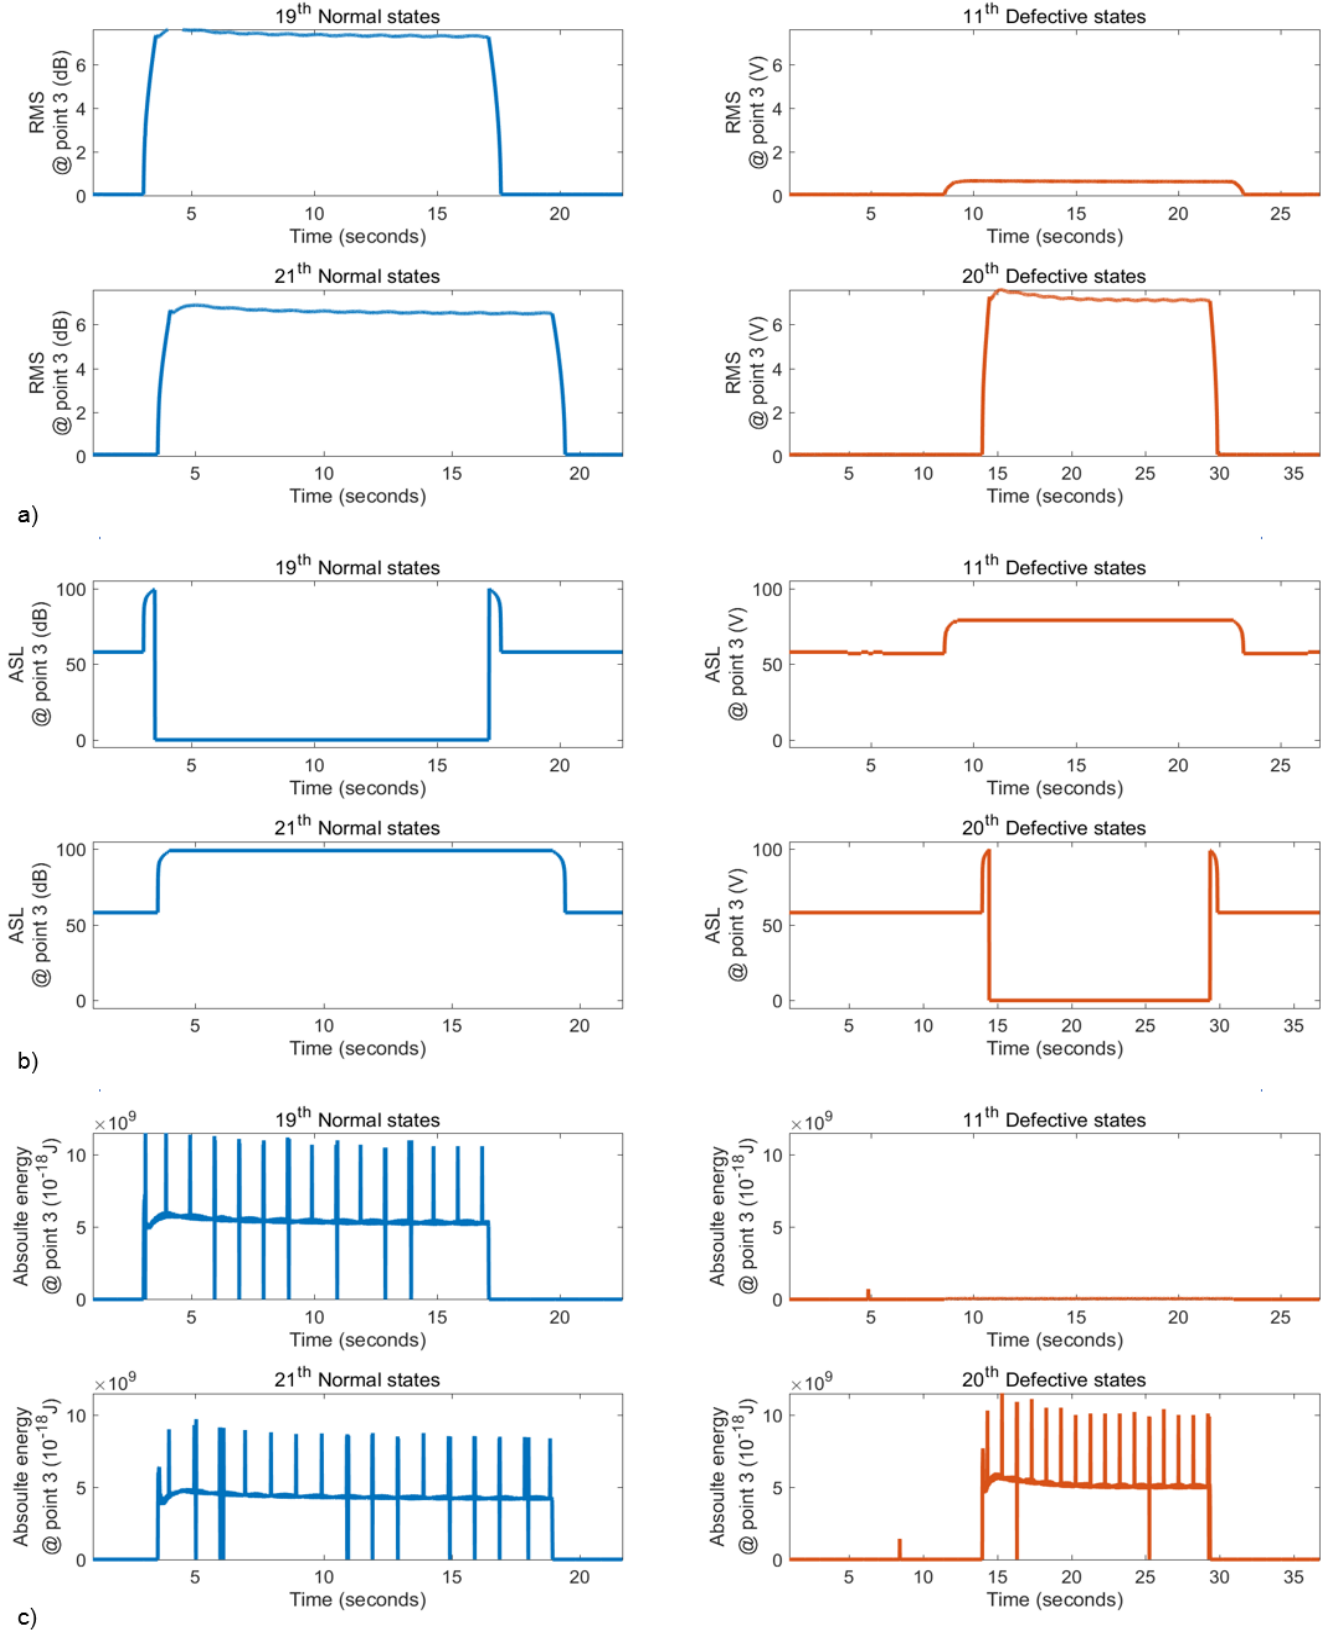 19th Normal states
RMS
@ point 3 (dB)
6
4
2
0
5 10 15 20
Time (seconds)
11th Defective states
RMS
@ point 3 (V)
6
4
2
0
5 10 15 20 25
Time (seconds)
21th Normal states
RMS
@ point 3 (dB)
6
4
2
0
5 10 15 20
Time (seconds)
20th Defective states
RMS
@ point 3 (V)
6
4
2
0
5 10 15 20 25 30 35
Time (seconds)
a)
19th Normal states
ASL
@ point 3 (dB)
100
50
0
5 10 15 20
Time (seconds)
11th Defective states
ASL
@ point 3 (V)
100
50
0
5 10 15 20 25
Time (seconds)
21th Normal states
ASL
@ point 3 (dB)
100
50
0
5 10 15 20
Time (seconds)
20th Defective states
ASL
@ point 3 (V)
100
50
0
5 10 15 20 25 30 35
Time (seconds)
b)
19th Normal states
×10^9
Absoulte energy
@ point 3 (10^-18J)
10
5
0
5 10 15 20
Time (seconds)
11th Defective states
×10^9
Absoulte energy
@ point 3 (10^-18J)
10
5
0
5 10 15 20 25
Time (seconds)
21th Normal states
×10^9
Absoulte energy
@ point 3 (10^-18J)
10
5
0
5 10 15 20
Time (seconds)
20th Defective states
×10^9
Absoulte energy
@ point 3 (10^-18J)
10
5
0
5 10 15 20 25 30 35
Time (seconds)
c)